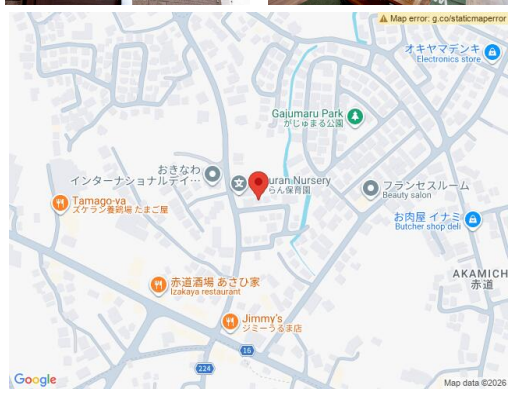 Map error: g.co/staticmaperror
オキヤマデンキ
Electronics store
Gajumaru Park
がじゅまる公園
おきなわ
インターナショナルデイ…
uran Nursery
らん保育園
フランセスルーム
Beauty salon
Tamago-ya
スケラン養鶏場 たまご屋
お肉屋 イナミ
Butcher shop deli
AKAMICH
赤道
赤道酒場 あさひ家
Izakaya restaurant
Jimmy's
ジミーうるま店
16
224
Google
Map data ©2026